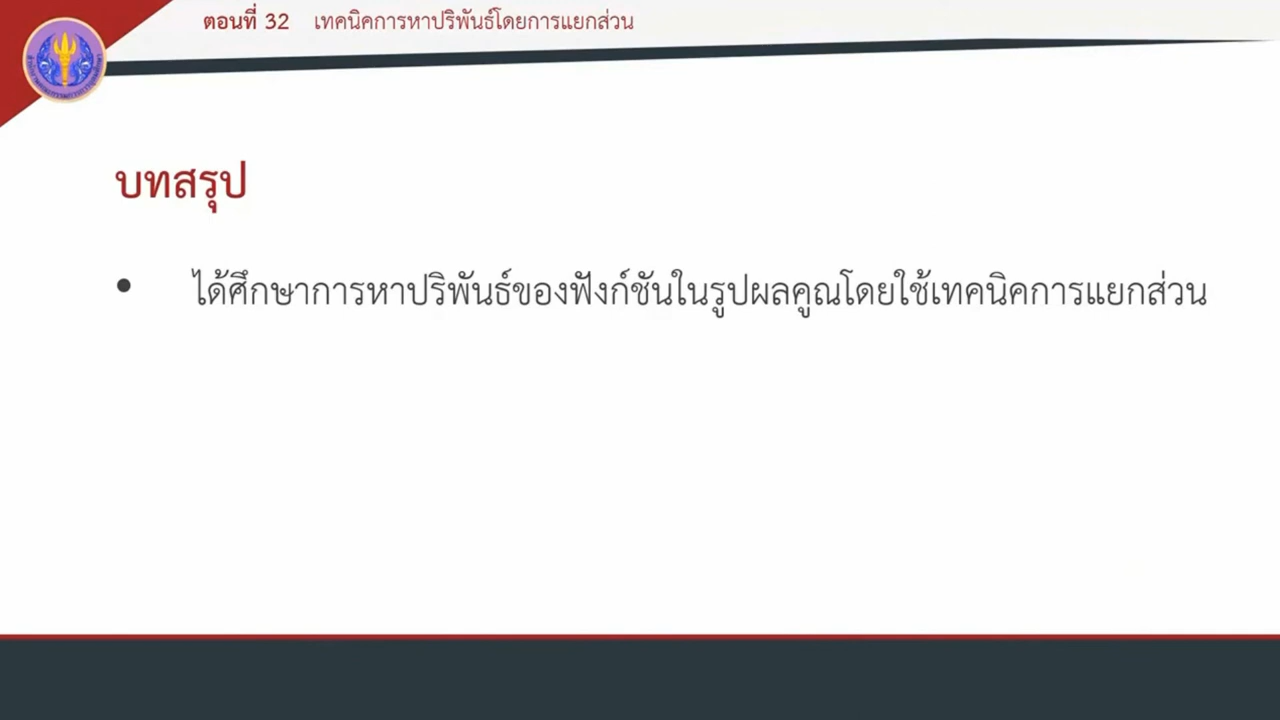 ตอนที่ 32 เทคนิคการหาปริพันธ์โดยการแยกส่วน
บทสรุป
• ได้ศึกษาการหาปริพันธ์ของฟังก์ชันในรูปผลคูณโดยใช้เทคนิคการแยกส่วน